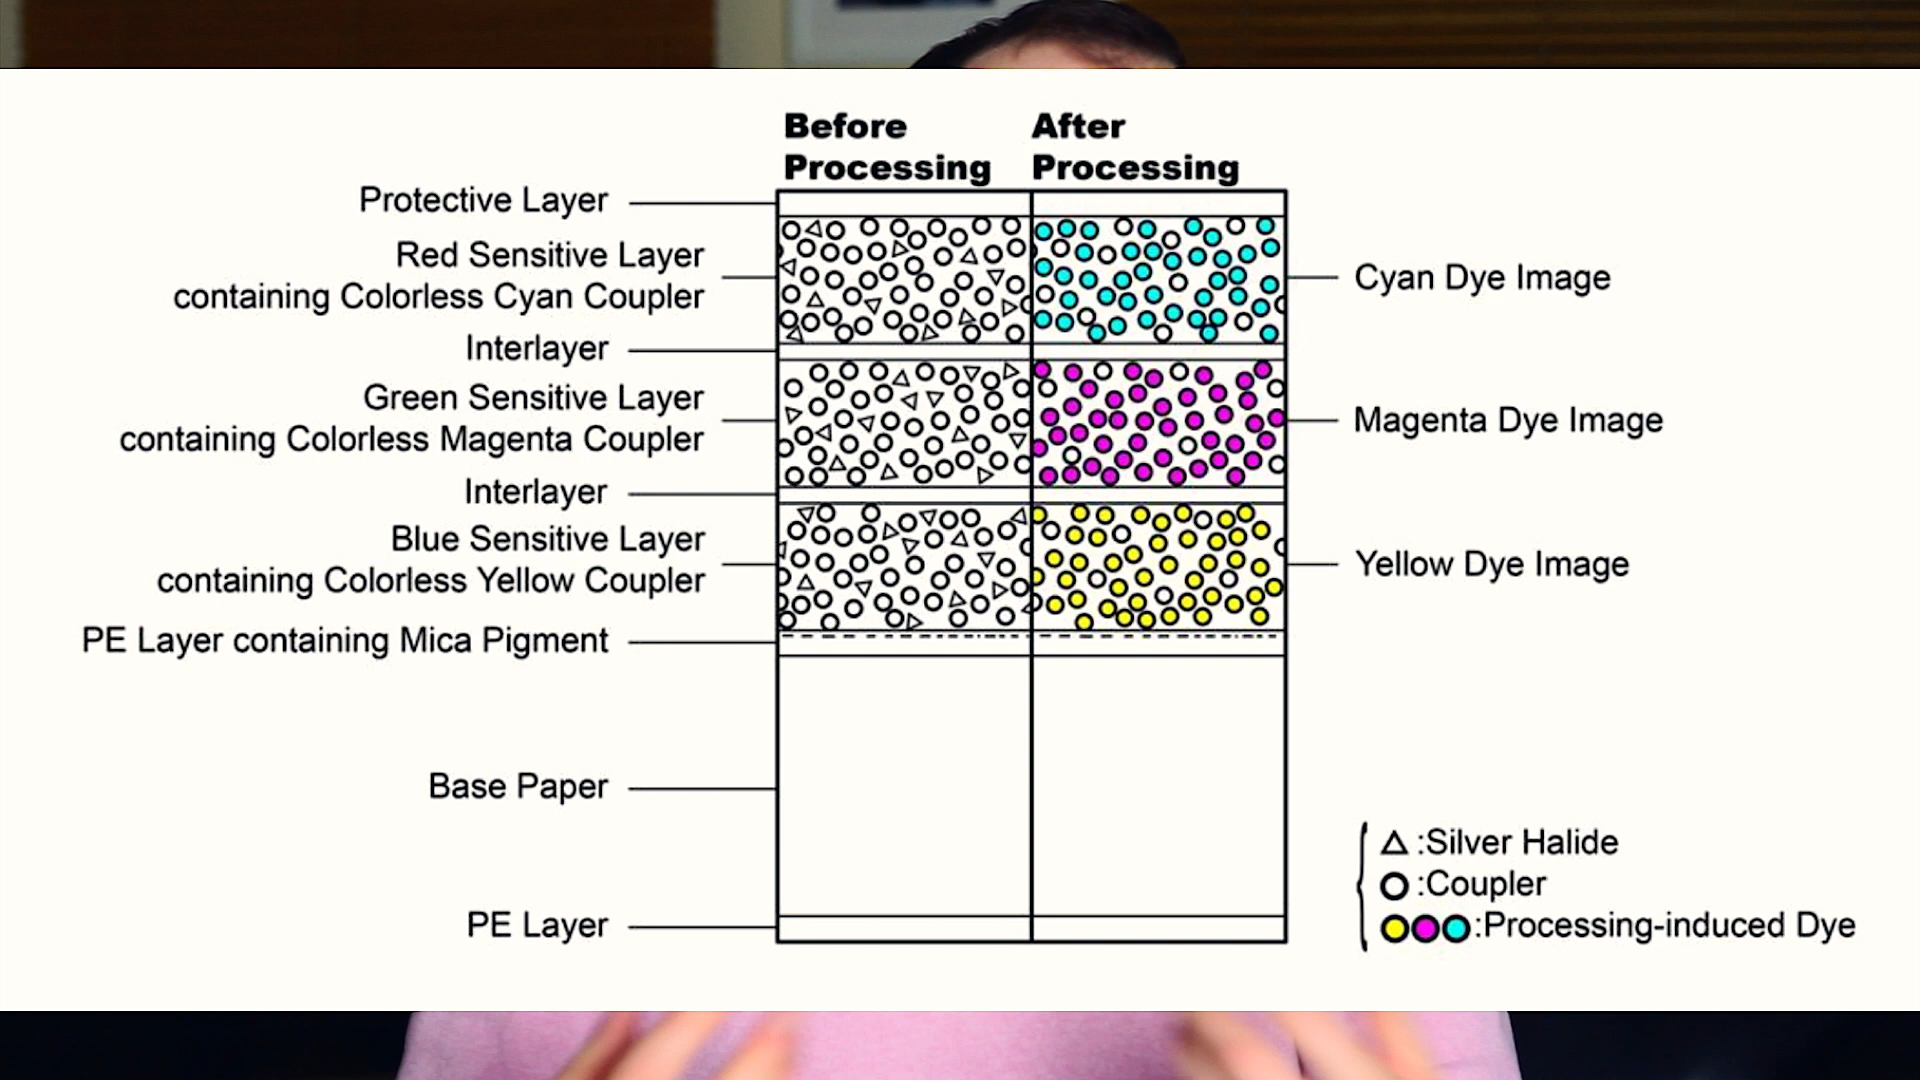 Before
Processing
After
Processing
Protective Layer
Red Sensitive Layer
containing Colorless Cyan Coupler
Cyan Dye Image
Interlayer
Green Sensitive Layer
containing Colorless Magenta Coupler
Magenta Dye Image
Interlayer
Blue Sensitive Layer
containing Colorless Yellow Coupler
Yellow Dye Image
PE Layer containing Mica Pigment
Base Paper
PE Layer
:Silver Halide
:Coupler
:Processing-induced Dye